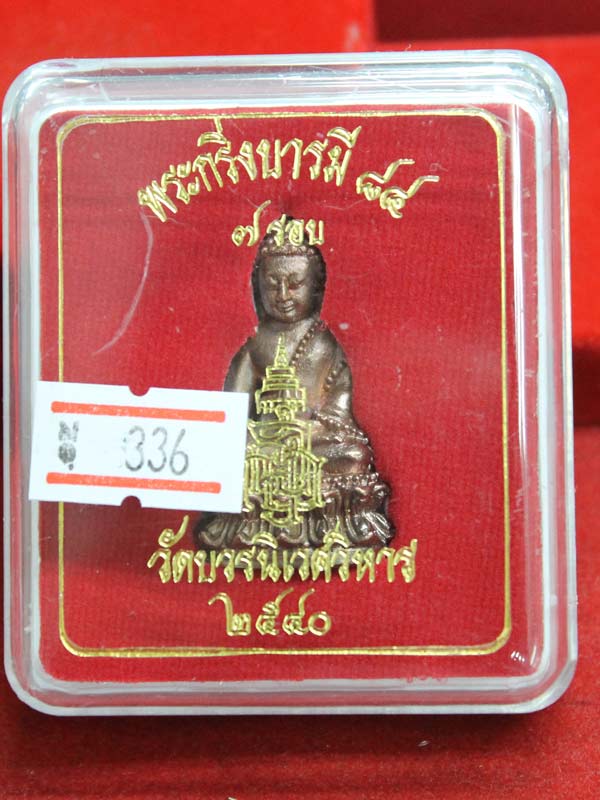 พระกริ่งบารมี ๘๔
๗ รอบ
336
วัดบวรนิเวศวิหาร
๒๕๔๐